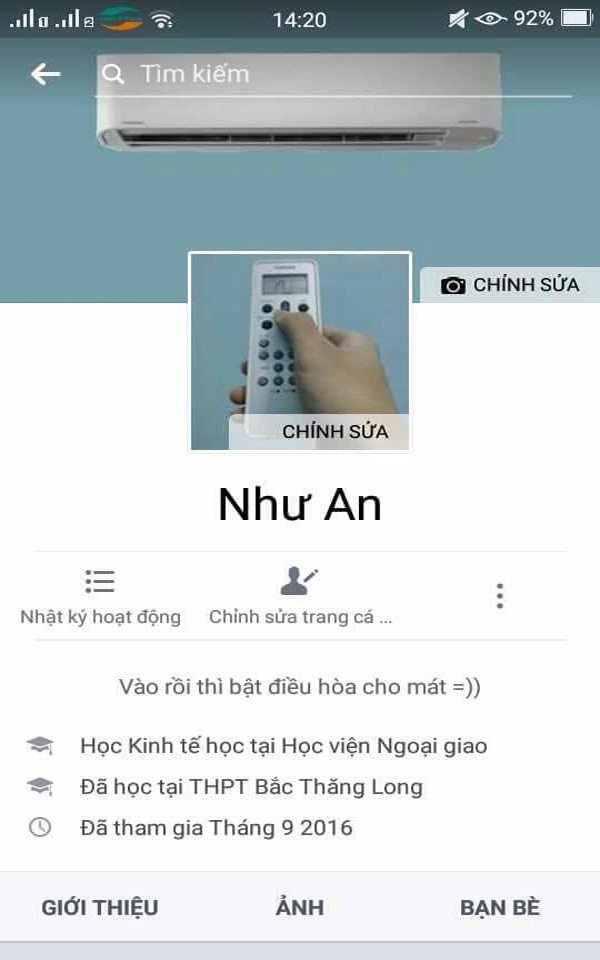 14:20 92%
Tìm kiếm
CHỈNH SỬA
CHỈNH SỬA
Như An
Nhật ký hoạt động
Chỉnh sửa trang cá ...
Vào rồi thì bật điều hòa cho mát =))
Học Kinh tế học tại Học viện Ngoại giao
Đã học tại THPT Bắc Thăng Long
Đã tham gia Tháng 9 2016
GIỚI THIỆU
ẢNH
BẠN BÈ